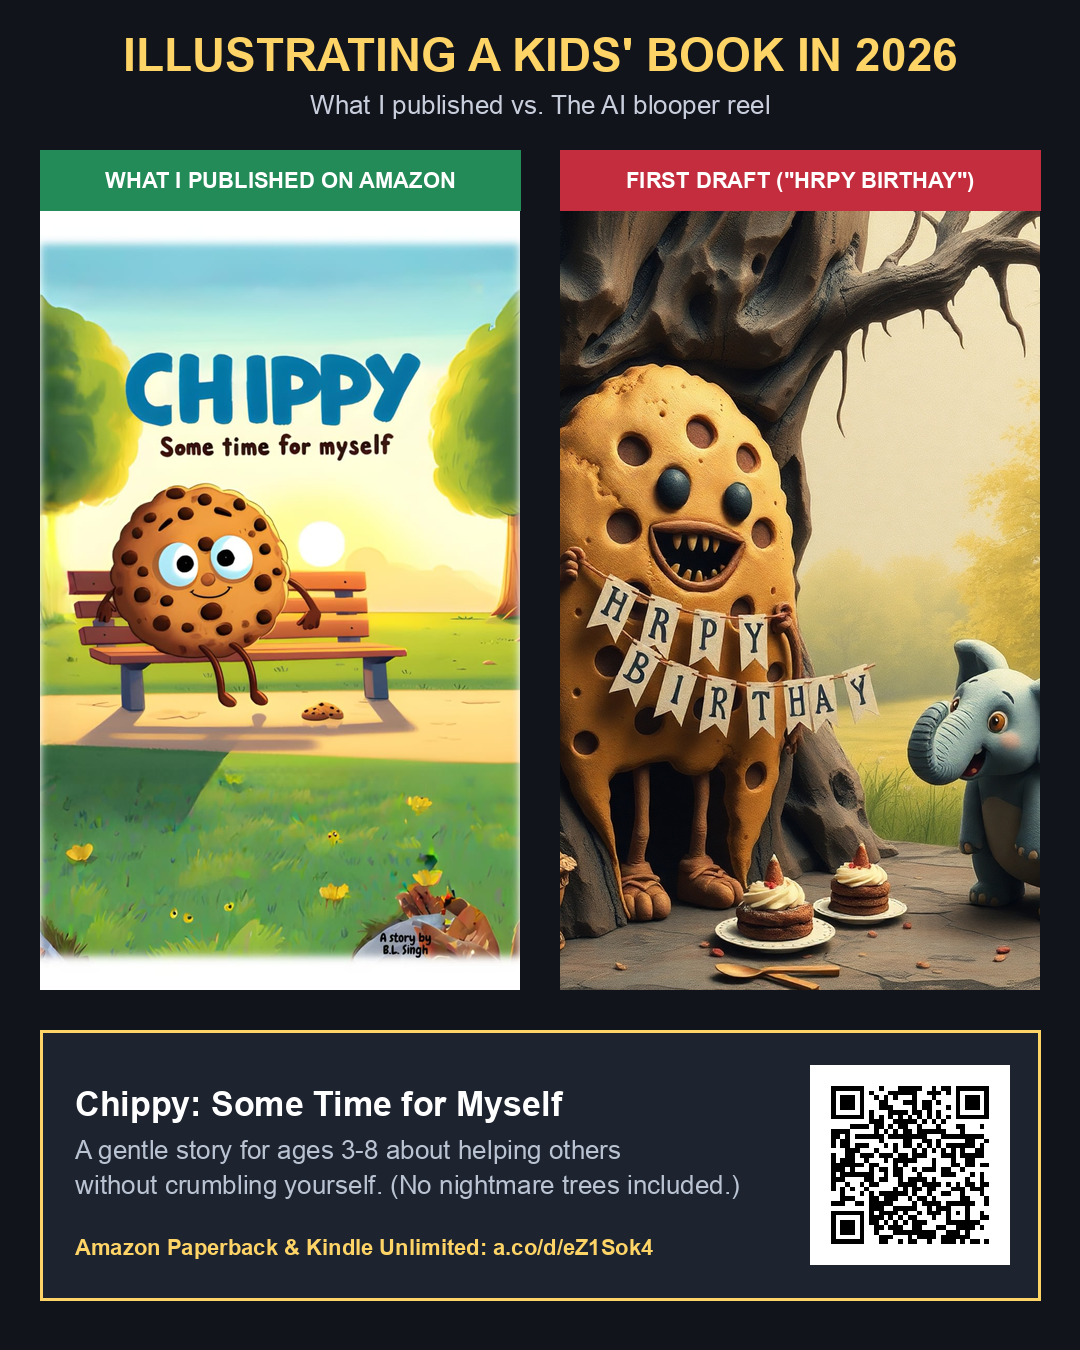 ILLUSTRATING A KIDS' BOOK IN 2026
What I published vs. The AI blooper reel
WHAT I PUBLISHED ON AMAZON
CHIPPY
Some time for myself
A story by
B.L. Singh
FIRST DRAFT ("HRPY BIRTHAY")
HRPY
BIRTHAY
Chippy: Some Time for Myself
A gentle story for ages 3-8 about helping others
without crumbling yourself. (No nightmare trees included.)
Amazon Paperback & Kindle Unlimited: a.co/d/eZ1Sok4